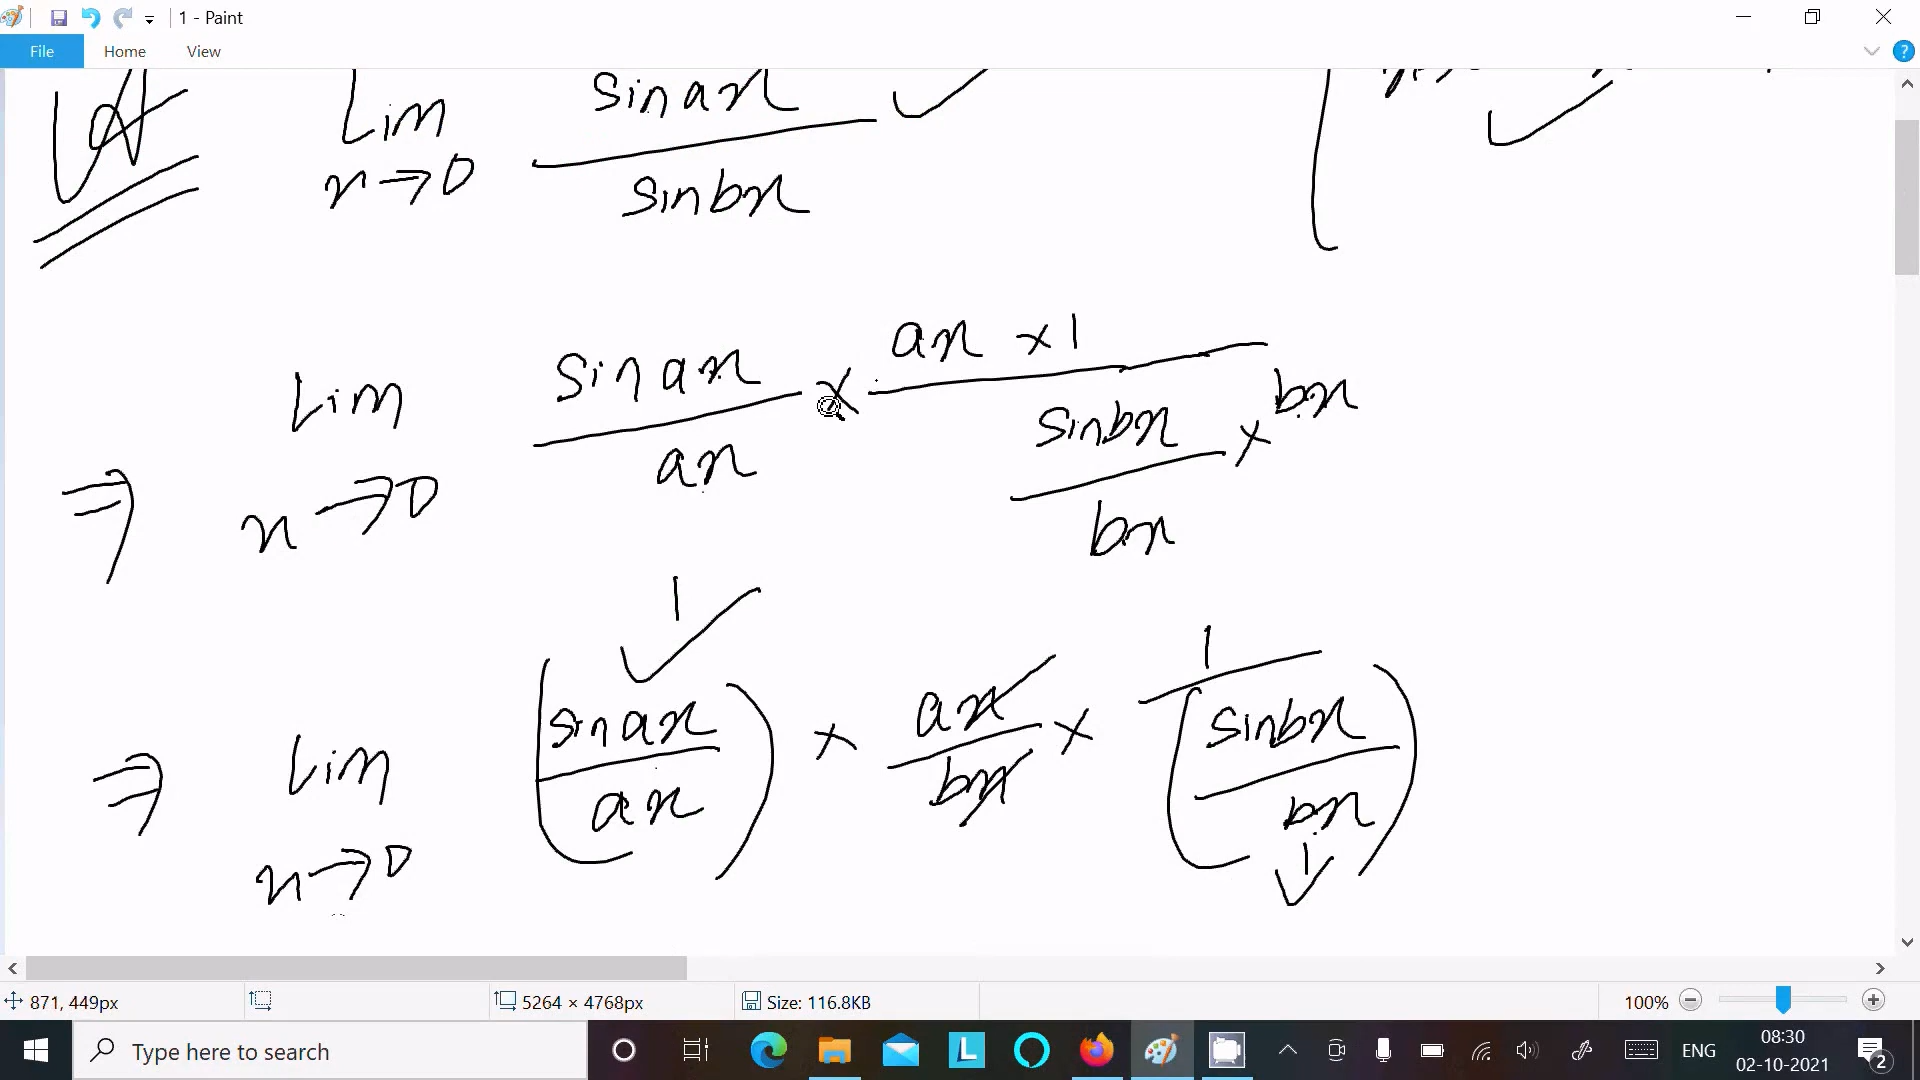 1 - Paint
File Home View
Lim sin ax
x→0 sin bx
⇒ Lim sin ax × ax × 1
x→0 ax sin bx × bx
bx
1 1
⇒ Lim (sin ax) × ax × (sin bx)
x→0 ax bx bx
1
871, 449px 5264 × 4768px Size: 116.8KB 100%
Type here to search L ENG 08:30
02-10-2021 2